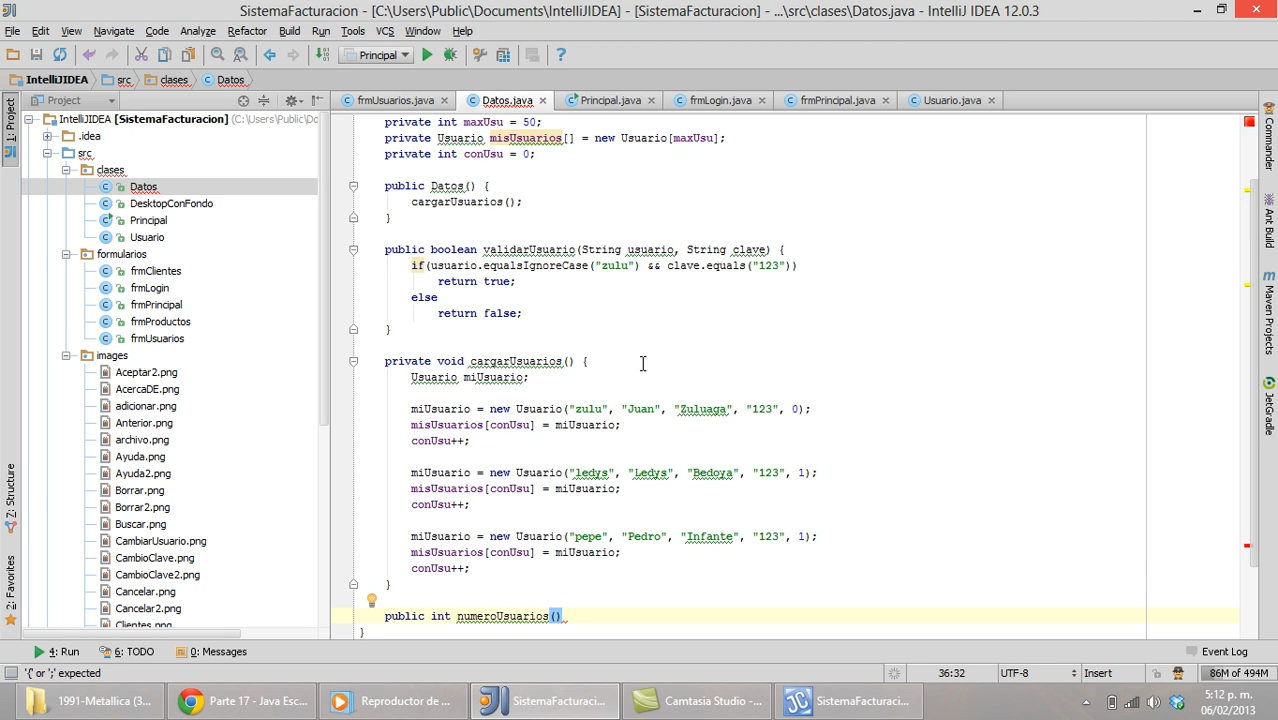 SistemaFacturacion - [C:\Users\Public\Documents\IntelliJIDEA] - [SistemaFacturacion] - ...\src\clases\Datos.java - IntelliJ IDEA 12.0.3
File Edit View Navigate Code Analyze Refactor Build Run Tools VCS Window Help
Principal
IntelliJIDEA src clases Datos
Project
frmUsuarios.java Datos.java Principal.java frmLogin.java frmPrincipal.java Usuario.java
1: Project
Z: Structure
2: Favorites
IntelliJIDEA [SistemaFacturacion] (C:\Users\Public\Do
.idea
src
clases
Datos
DesktopConFondo
Principal
Usuario
formularios
frmClientes
frmLogin
frmPrincipal
frmProductos
frmUsuarios
images
Aceptar2.png
AcercaDE.png
adicionar.png
Anterior.png
archivo.png
Ayuda.png
Ayuda2.png
Borrar.png
Borrar2.png
Buscar.png
CambiarUsuario.png
CambioClave.png
CambioClave2.png
Cancelar.png
Cancelar2.png
Clientes.png
private int maxUsu = 50;
private Usuario misUsuarios[] = new Usuario[maxUsu];
private int conUsu = 0;
public Datos() {
cargarUsuarios();
}
public boolean validarUsuario(String usuario, String clave) {
if(usuario.equalsIgnoreCase("zulu") && clave.equals("123"))
return true;
else
return false;
}
private void cargarUsuarios() {
Usuario miUsuario;
miUsuario = new Usuario("zulu", "Juan", "Zuluaga", "123", 0);
misUsuarios[conUsu] = miUsuario;
conUsu++;
miUsuario = new Usuario("ledys", "Ledys", "Bedoya", "123", 1);
misUsuarios[conUsu] = miUsuario;
conUsu++;
miUsuario = new Usuario("pepe", "Pedro", "Infante", "123", 1);
misUsuarios[conUsu] = miUsuario;
conUsu++;
}
public int numeroUsuarios()
}
Commander
Ant Build
Maven Projects
JetGradle
4: Run 6: TODO 0: Messages Event Log
'{' or ';' expected 36:32 UTF-8 Insert 86M of 494M
1991-Metallica (3... Parte 17 - Java Esc... Reproductor de ... SistemaFacturaci... Camtasia Studio -... SistemaFacturaci...
5:12 p. m.
06/02/2013